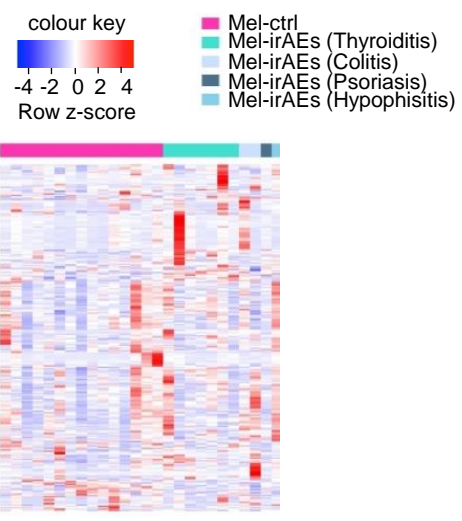 colour key
-4 -2 0 2 4
Row z-score
Mel-ctrl
Mel-irAEs (Thyroiditis)
Mel-irAEs (Colitis)
Mel-irAEs (Psoriasis)
Mel-irAEs (Hypophisitis)